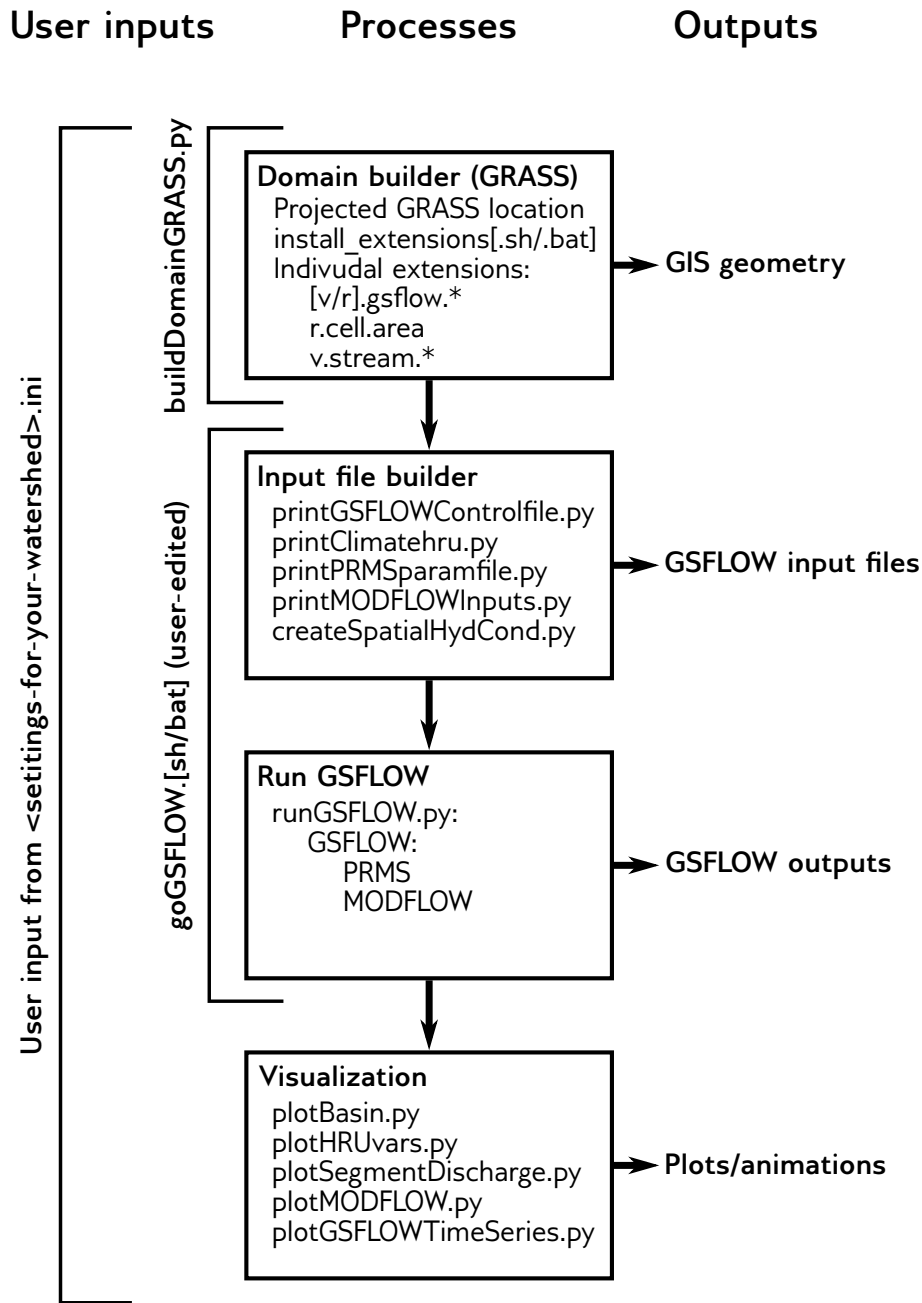 User inputs
Processes
Outputs
User input from <setitings-for-your-watershed>.ini
buildDomainGRASS.py
Domain builder (GRASS)
Projected GRASS location
install_extensions[.sh/.bat]
Indivudal extensions:
[v/r].gsflow.*
r.cell.area
v.stream.*
GIS geometry
goGSFLOW.[sh/bat] (user-edited)
Input file builder
printGSFLOWControlfile.py
printClimatehru.py
printPRMSparamfile.py
printMODFLOWInputs.py
createSpatialHydCond.py
GSFLOW input files
Run GSFLOW
runGSFLOW.py:
GSFLOW:
PRMS
MODFLOW
GSFLOW outputs
Visualization
plotBasin.py
plotHRUvars.py
plotSegmentDischarge.py
plotMODFLOW.py
plotGSFLOWTimeSeries.py
Plots/animations